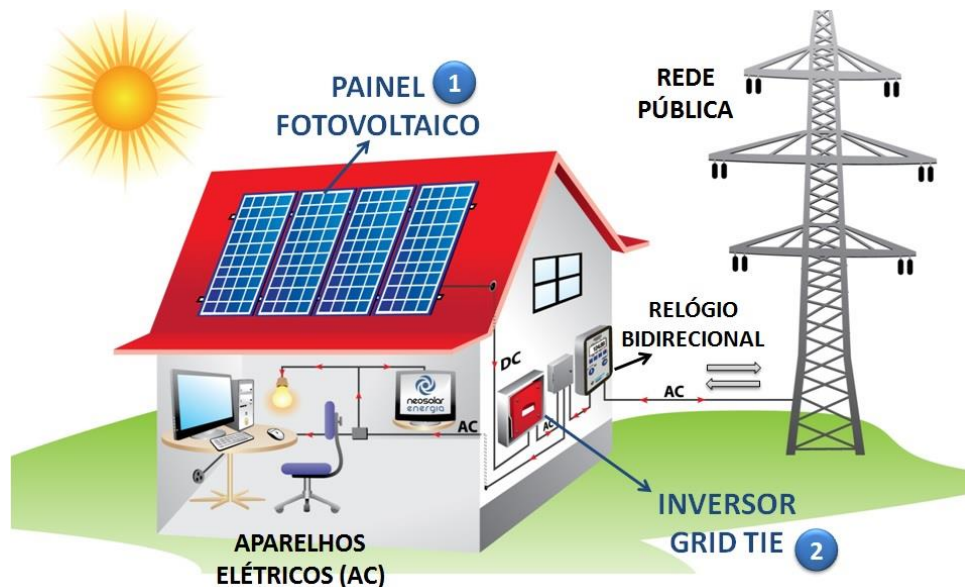 PAINEL 1
FOTOVOLTAICO
REDE
PÚBLICA
RELÓGIO
BIDIRECIONAL
DC
AC
neosolar
energia
AC
AC
INVERSOR
GRID TIE 2
APARELHOS
ELÉTRICOS (AC)